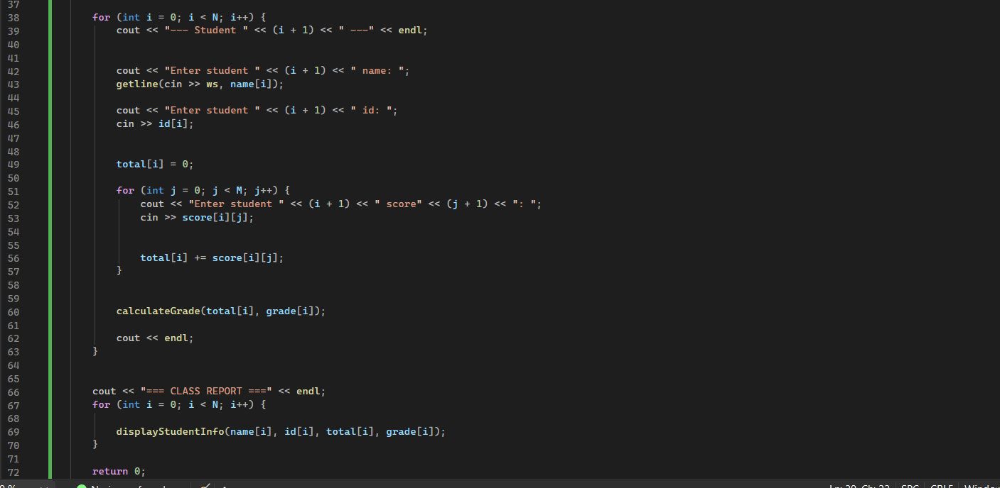 37
38 for (int i = 0; i < N; i++) {
39 cout << "--- Student " << (i + 1) << " ---" << endl;
40
41
42 cout << "Enter student " << (i + 1) << " name: ";
43 getline(cin >> ws, name[i]);
44
45 cout << "Enter student " << (i + 1) << " id: ";
46 cin >> id[i];
47
48
49 total[i] = 0;
50
51 for (int j = 0; j < M; j++) {
52 cout << "Enter student " << (i + 1) << " score" << (j + 1) << ": ";
53 cin >> score[i][j];
54
55
56 total[i] += score[i][j];
57 }
58
59
60 calculateGrade(total[i], grade[i]);
61
62 cout << endl;
63 }
64
65
66 cout << "=== CLASS REPORT ===" << endl;
67 for (int i = 0; i < N; i++) {
68
69 displayStudentInfo(name[i], id[i], total[i], grade[i]);
70 }
71
72 return 0;